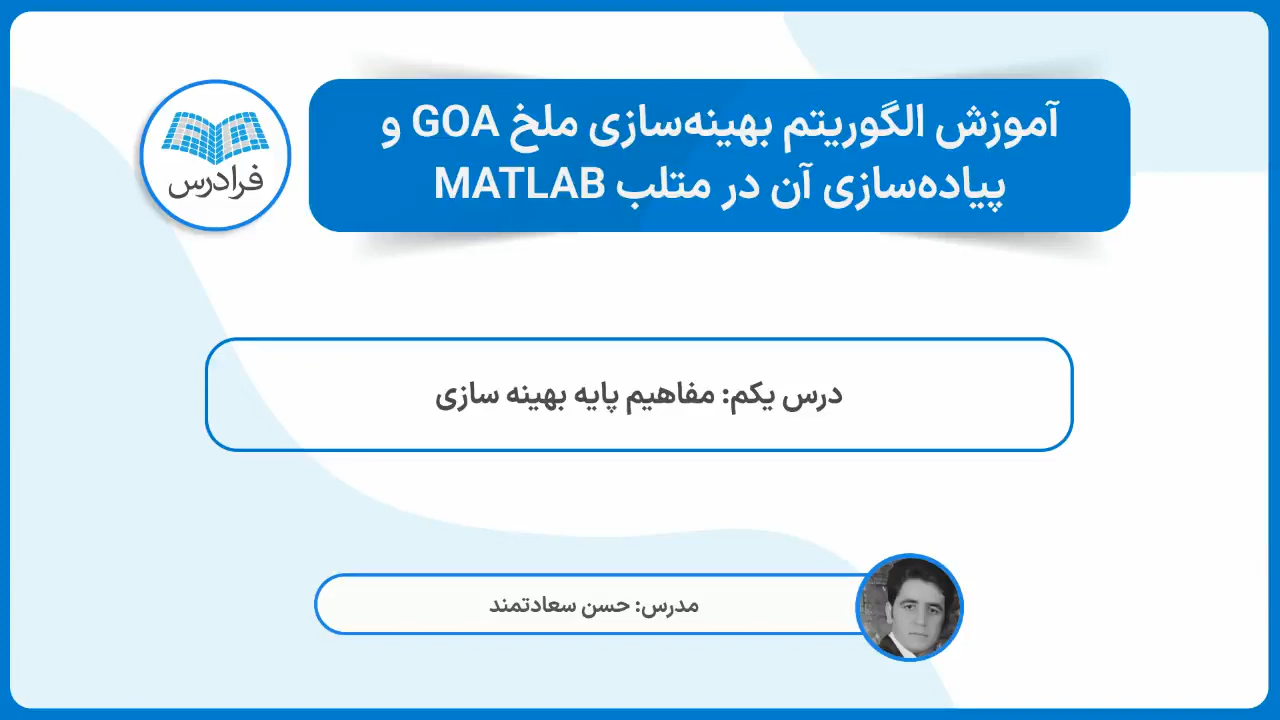 آموزش الگوریتم بهینه‌سازی ملخ GOA و
پیاده‌سازی آن در متلب MATLAB
فرادرس
درس یکم: مفاهیم پایه بهینه سازی
مدرس: حسن سعادتمند